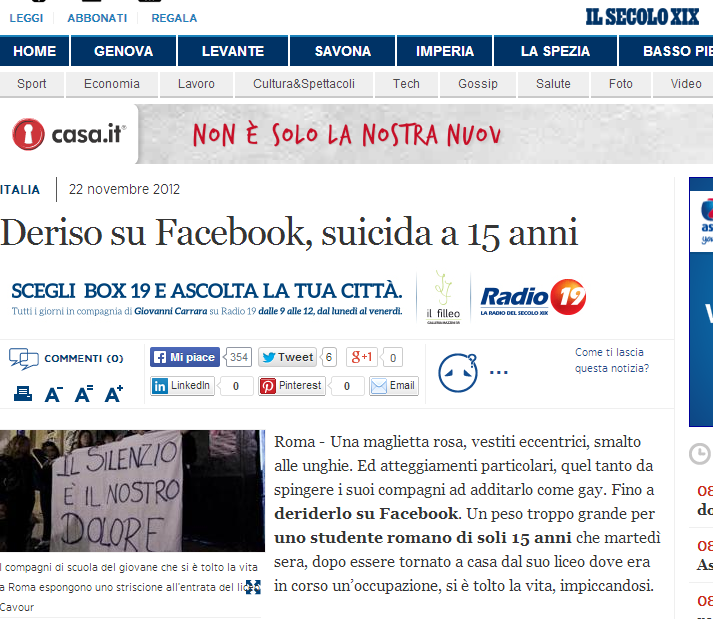 LEGGI ABBONATI REGALA
IL SECOLO XIX
HOME GENOVA LEVANTE SAVONA IMPERIA LA SPEZIA BASSO PIE
Sport Economia Lavoro Cultura&Spettacoli Tech Gossip Salute Foto Video
casa.it
NON È SOLO LA NOSTRA NUOV
ITALIA 22 novembre 2012
Deriso su Facebook, suicida a 15 anni
SCEGLI BOX 19 E ASCOLTA LA TUA CITTÀ.
Tutti i giorni in compagnia di Giovanni Carrara su Radio 19 dalle 9 alle 12, dal lunedì al venerdì.
il filleo
Radio 19
LA RADIO DEL SECOLO XIX
COMMENTI (0)
A- A= A+
Mi piace 354 Tweet 6 g+1 0
LinkedIn 0 Pinterest 0 Email
...
Come ti lascia
questa notizia?
IL SILENZIO
È IL NOSTRO
DOLORE
I compagni di scuola del giovane che si è tolto la vita
a Roma espongono uno striscione all'entrata del liceo
Cavour
Roma - Una maglietta rosa, vestiti eccentrici, smalto
alle unghie. Ed atteggiamenti particolari, quel tanto da
spingere i suoi compagni ad additarlo come gay. Fino a
deriderlo su Facebook. Un peso troppo grande per
uno studente romano di soli 15 anni che martedì
sera, dopo essere tornato a casa dal suo liceo dove era
in corso un'occupazione, si è tolto la vita, impiccandosi.
as
you
08
do
08
As
08